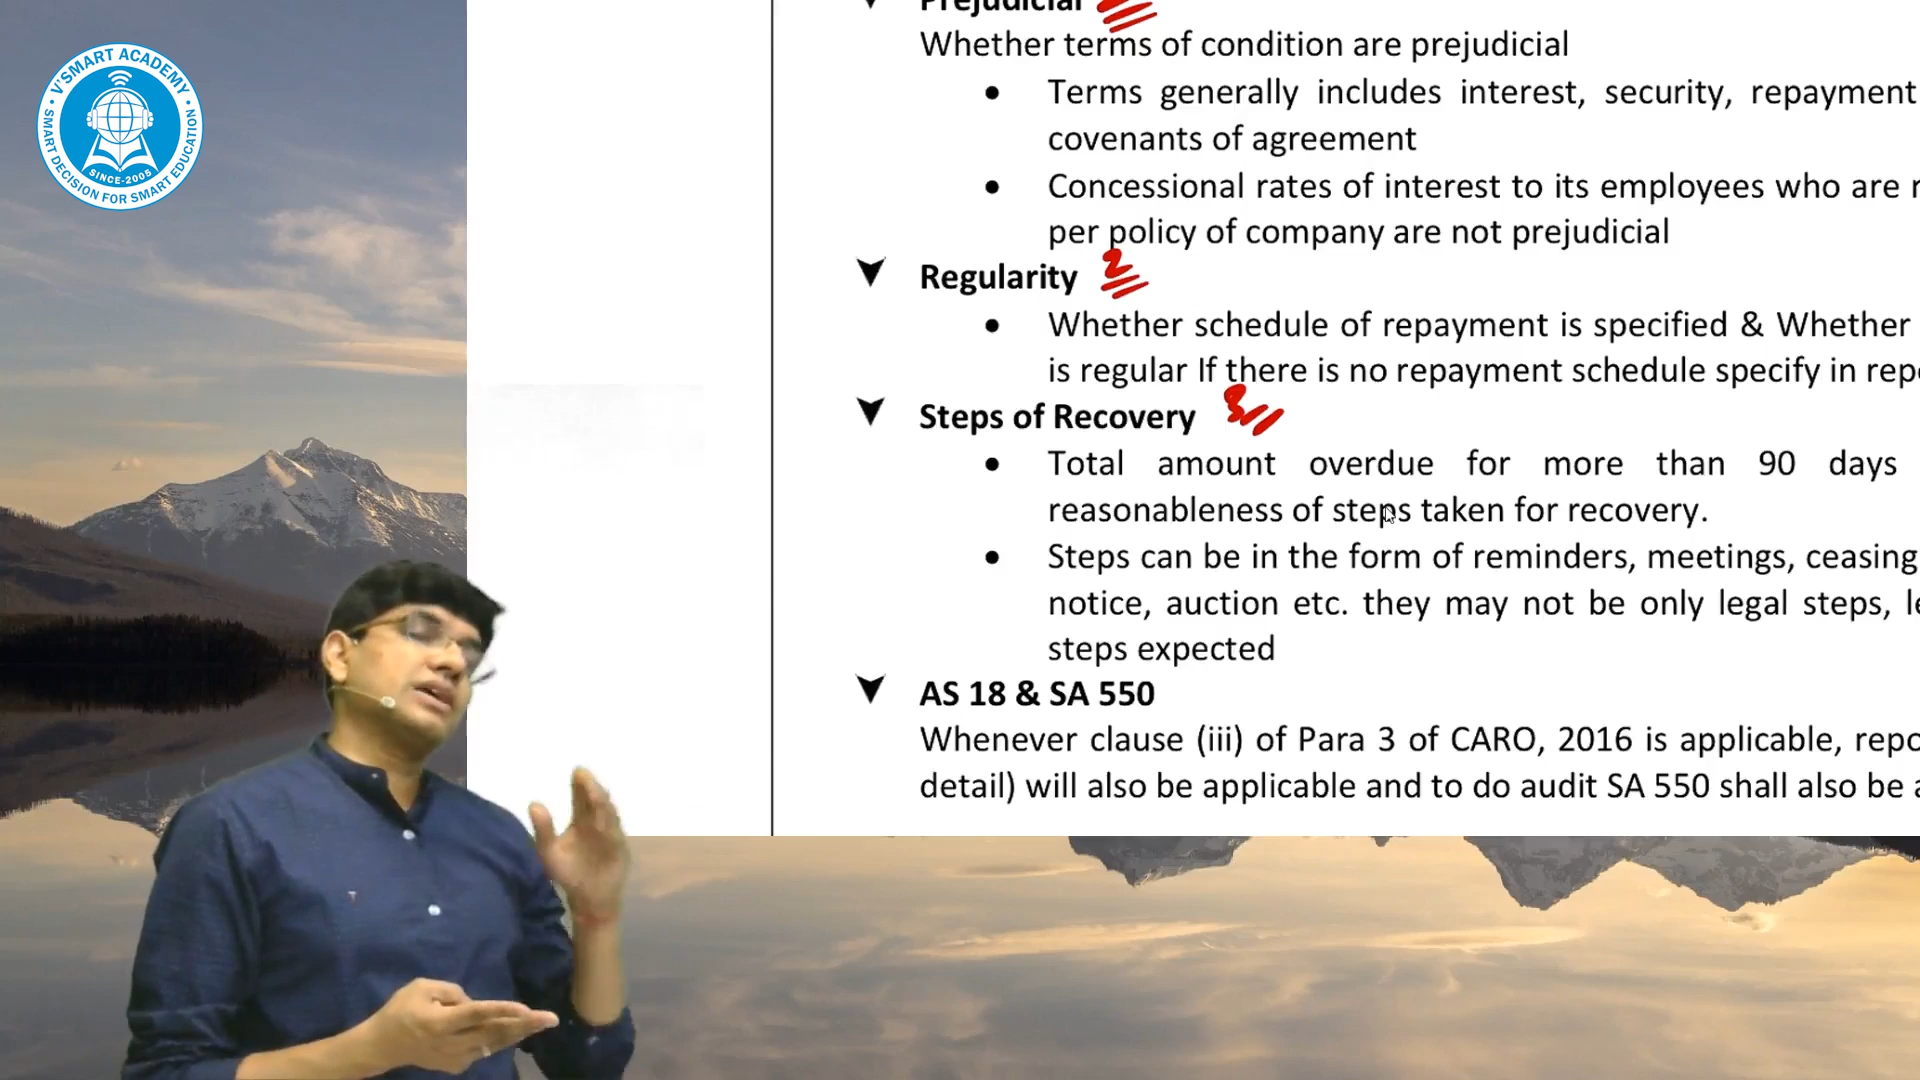 V'SMART ACADEMY
SMART DECISION FOR SMART EDUCATION
SINCE-2005
Prejudicial
Whether terms of condition are prejudicial
Terms generally includes interest, security, repayment
covenants of agreement
Concessional rates of interest to its employees who are
per policy of company are not prejudicial
Regularity 2
Whether schedule of repayment is specified & Whether
is regular If there is no repayment schedule specify in
Steps of Recovery 3
Total amount overdue for more than 90 days
reasonableness of steps taken for recovery.
Steps can be in the form of reminders, meetings, ceasing
notice, auction etc. they may not be only legal steps,
steps expected
AS 18 & SA 550
Whenever clause (iii) of Para 3 of CARO, 2016 is applicable,
detail) will also be applicable and to do audit SA 550 shall also be